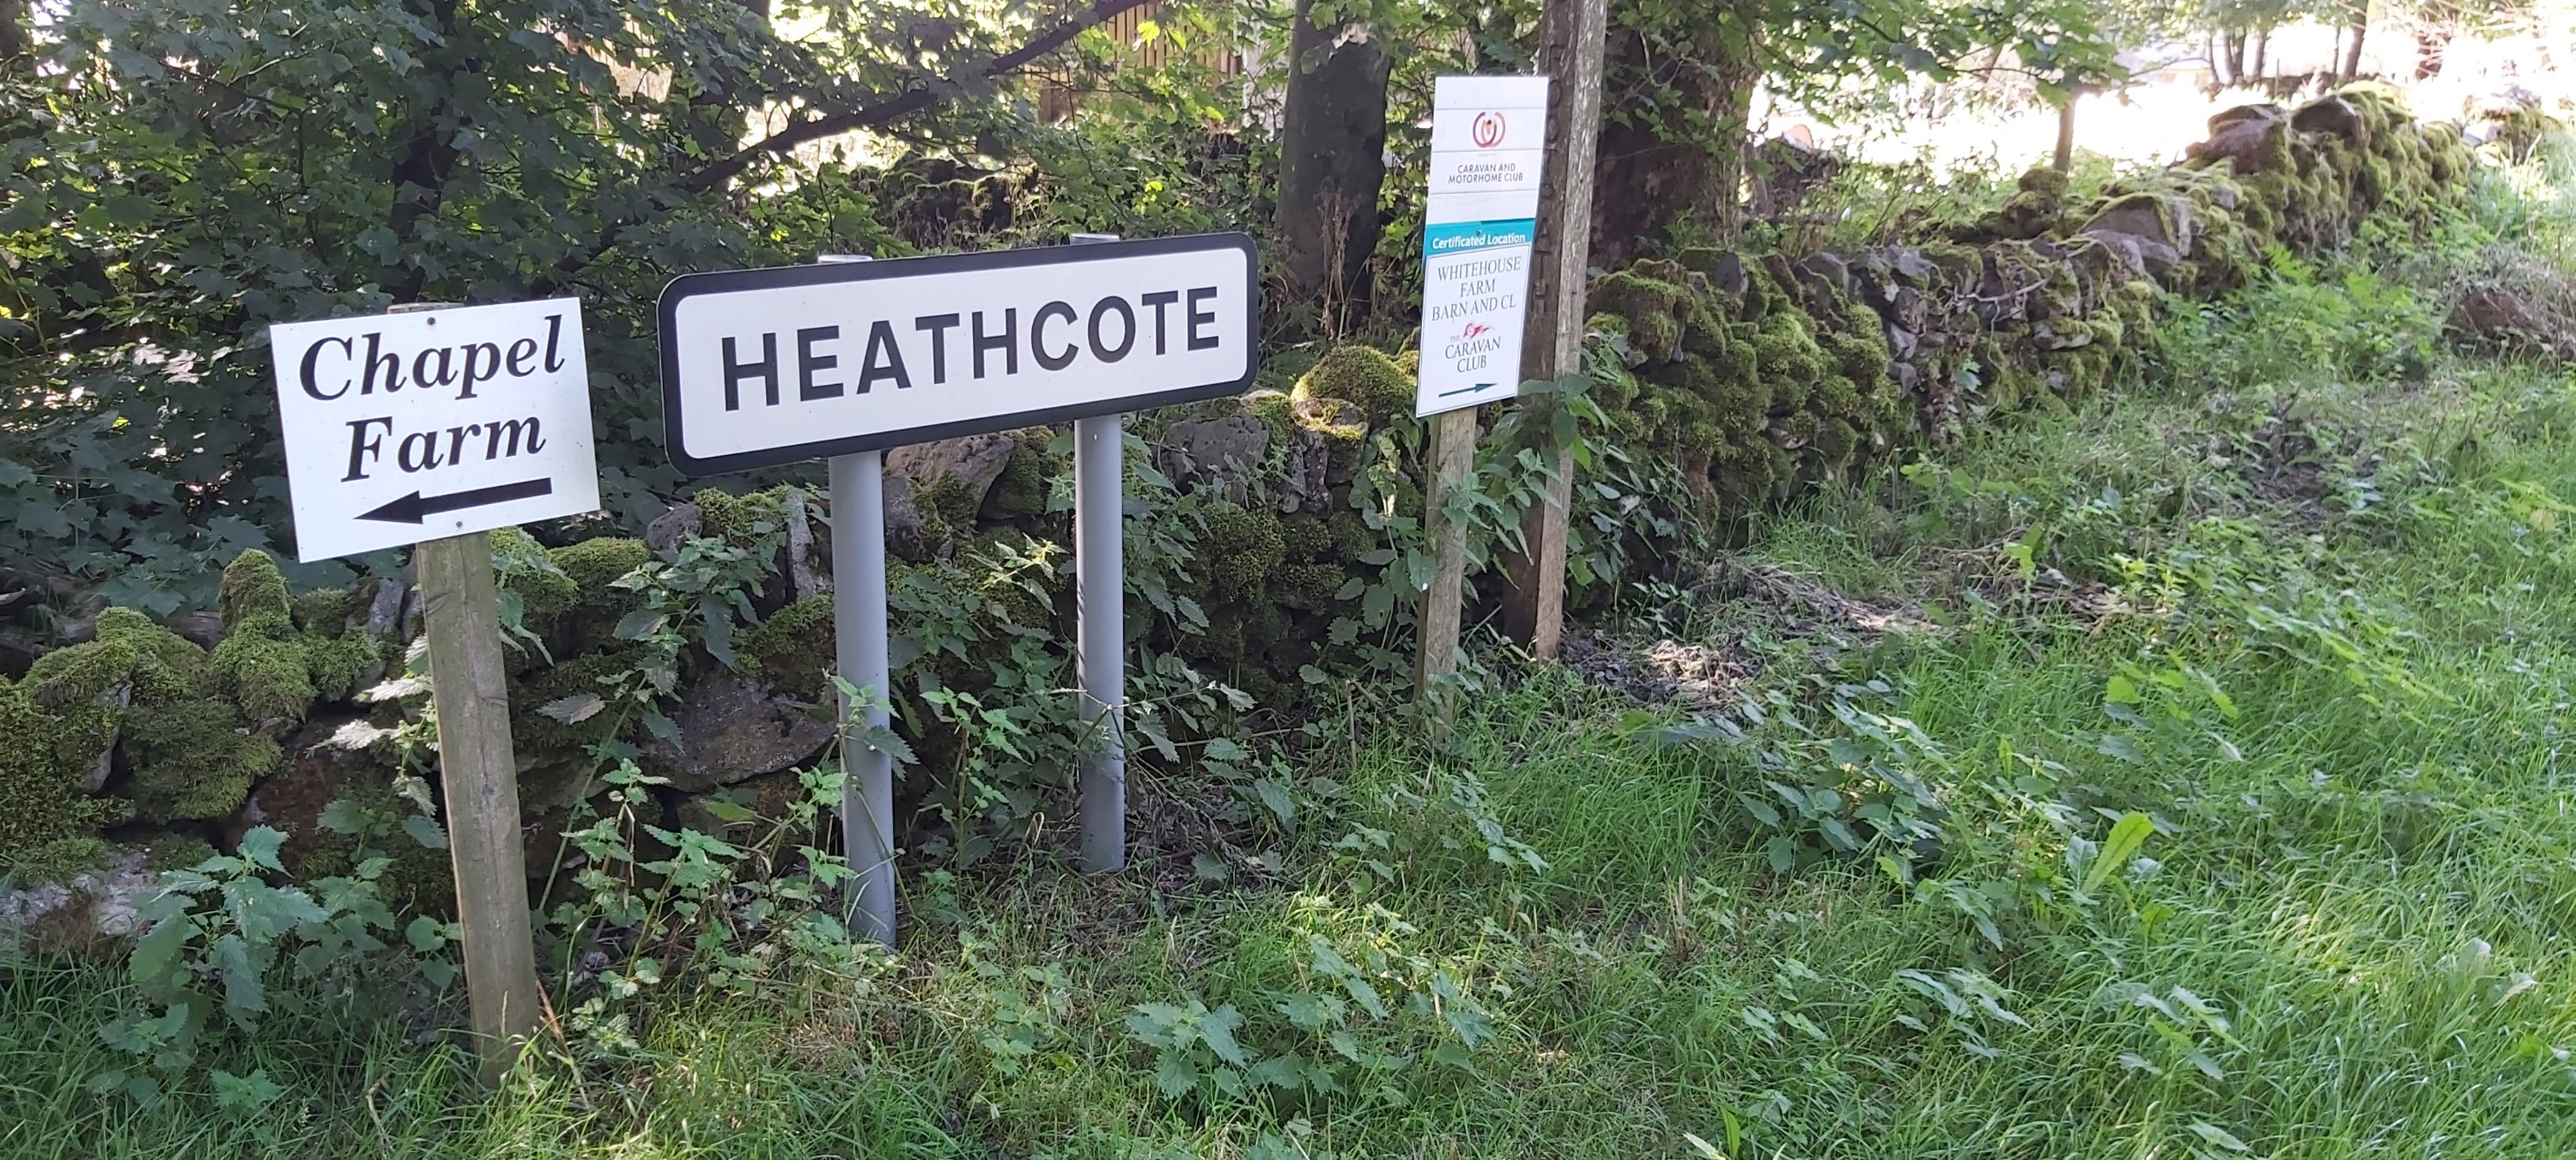 Chapel
Farm
HEATHCOTE
CARAVAN AND
MOTORHOME CLUB
Certificated Location
WHITEHOUSE
FARM
BARN AND CL
THE
CARAVAN
CLUB